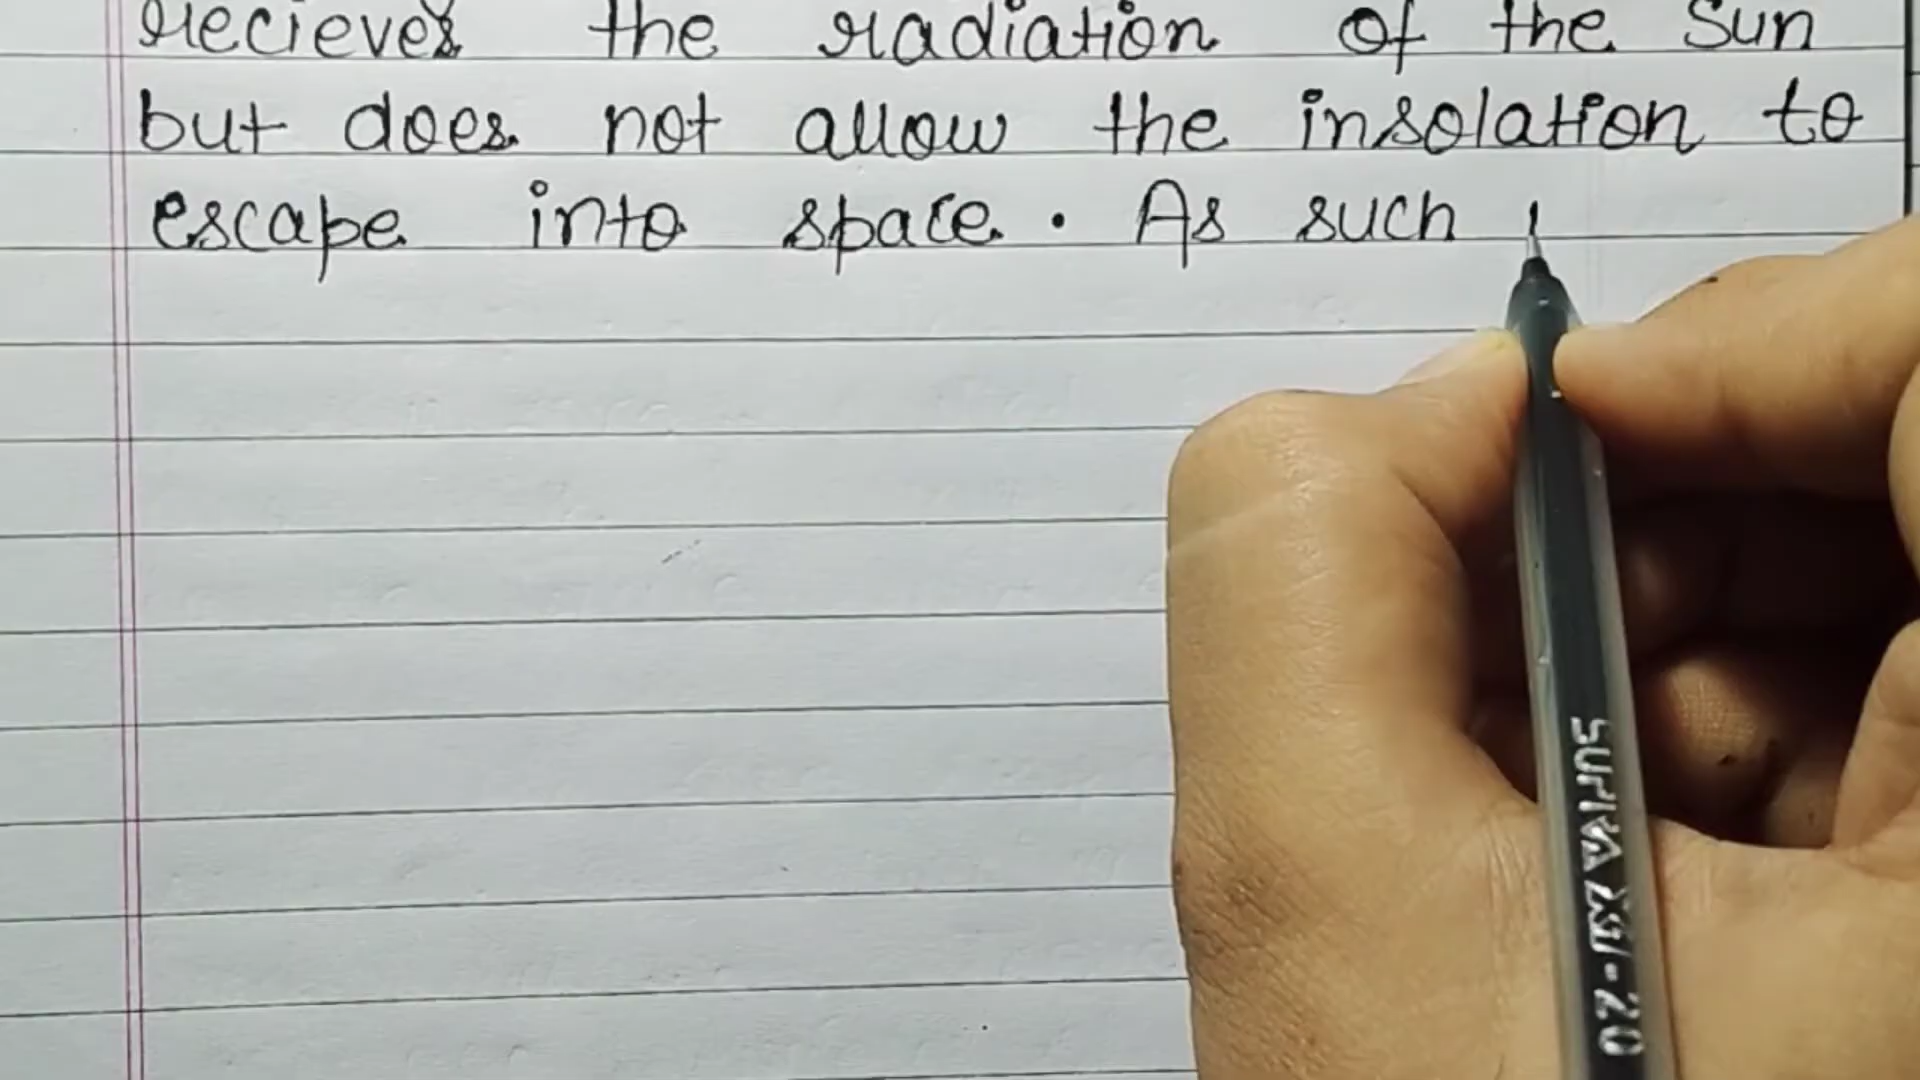 recieves the radiation of the Sun
but does not allow the insolation to
escape into space. As such
SUPRA XGI-20